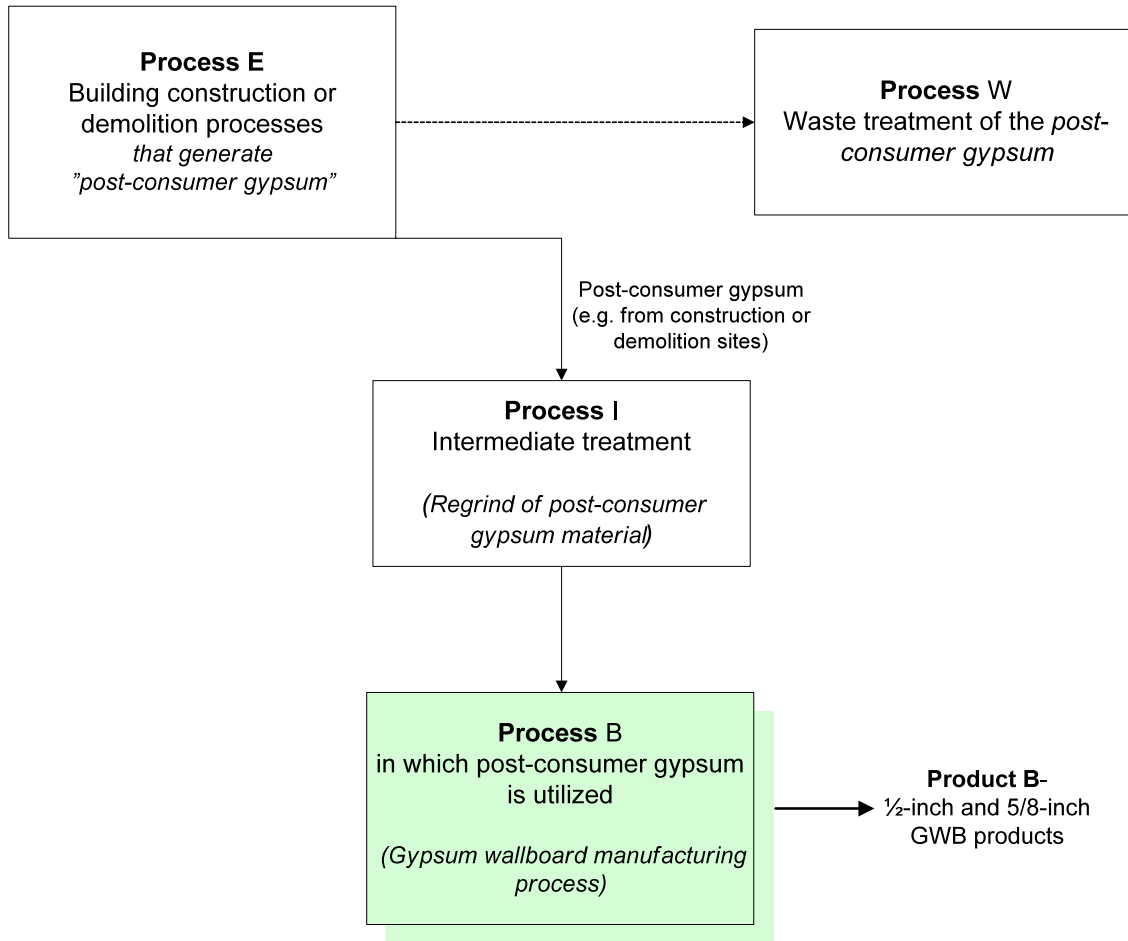 Process E
Building construction or
demolition processes
that generate
”post-consumer gypsum”
Process W
Waste treatment of the post-
consumer gypsum
Post-consumer gypsum
(e.g. from construction or
demolition sites)
Process I
Intermediate treatment
(Regrind of post-consumer
gypsum material)
Process B
in which post-consumer gypsum
is utilized
(Gypsum wallboard manufacturing
process)
Product B-
½-inch and 5/8-inch
GWB products